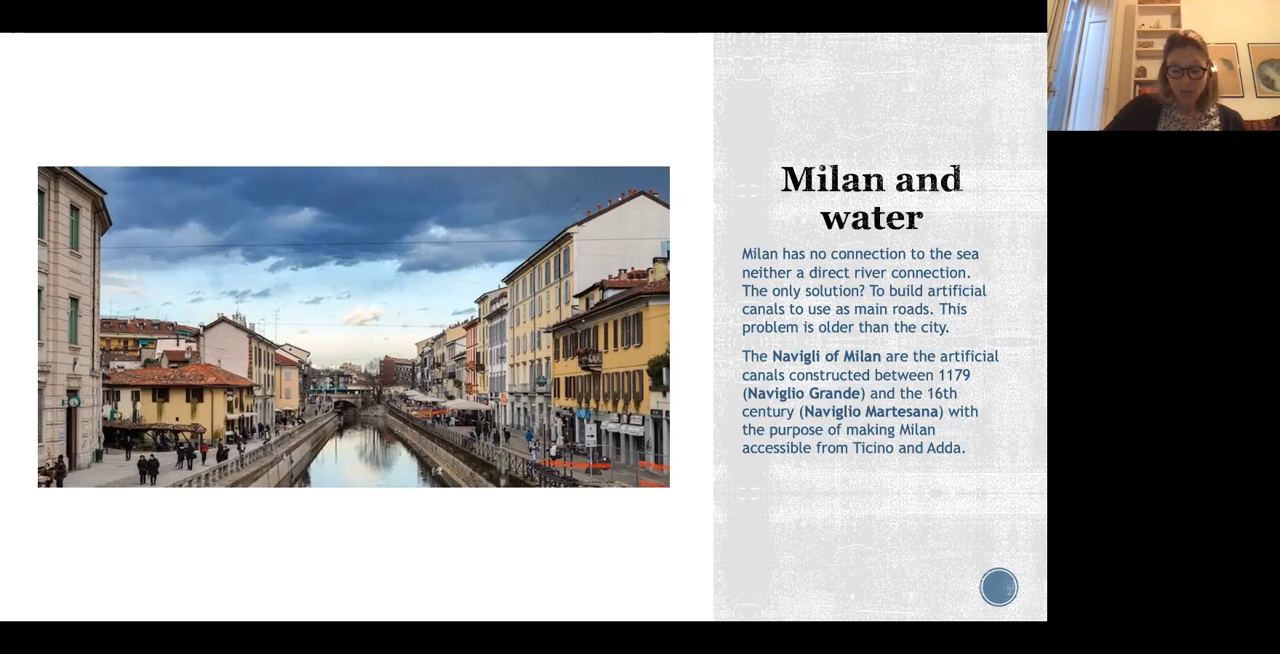 Milan and
water
Milan has no connection to the sea
neither a direct river connection.
The only solution? To build artificial
canals to use as main roads. This
problem is older than the city.
The Navigli of Milan are the artificial
canals constructed between 1179
(Naviglio Grande) and the 16th
century (Naviglio Martesana) with
the purpose of making Milan
accessible from Ticino and Adda.